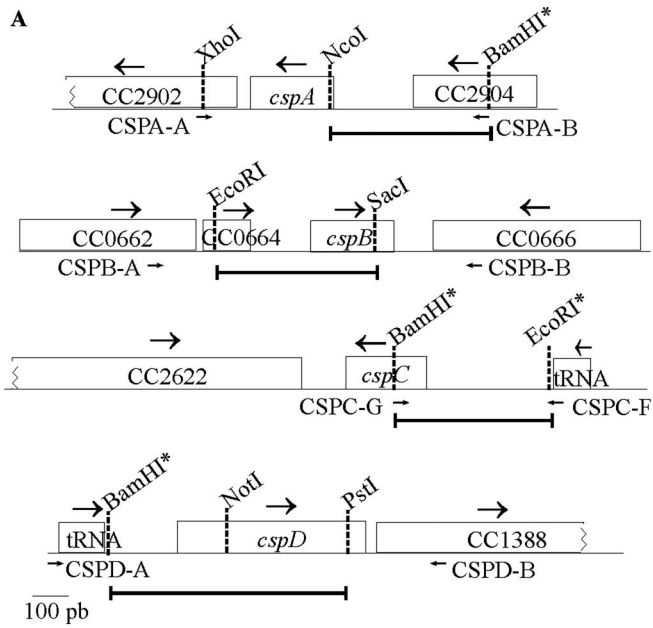 A
XhoI NcoI BamHI*
CC2902 cspA CC2904
CSPA-A CSPA-B
EcoRI SacI
CC0662 CC0664 cspB CC0666
CSPB-A CSPB-B
BamHI* EcoRI*
CC2622 cspC tRNA
CSPC-G CSPC-F
BamHI* NotI PstI
tRNA cspD CC1388
CSPD-A CSPD-B
100 pb